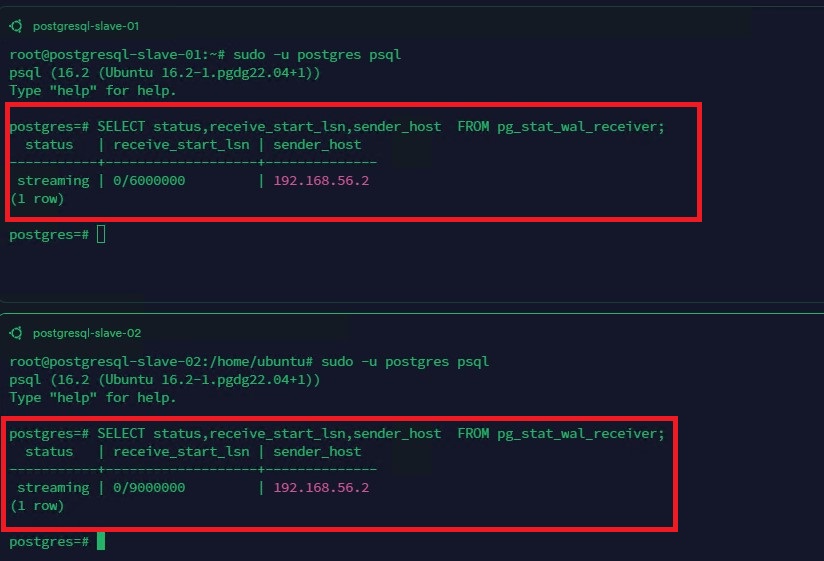 postgresql-slave-01
root@postgresql-slave-01:~# sudo -u postgres psql
psql (16.2 (Ubuntu 16.2-1.pgdg22.04+1))
Type "help" for help.
postgres=# SELECT status,receive_start_lsn,sender_host  FROM pg_stat_wal_receiver;
  status   | receive_start_lsn | sender_host
-----------+-------------------+--------------
 streaming | 0/6000000         | 192.168.56.2
(1 row)
postgres=#
postgresql-slave-02
root@postgresql-slave-02:/home/ubuntu# sudo -u postgres psql
psql (16.2 (Ubuntu 16.2-1.pgdg22.04+1))
Type "help" for help.
postgres=# SELECT status,receive_start_lsn,sender_host  FROM pg_stat_wal_receiver;
  status   | receive_start_lsn | sender_host
-----------+-------------------+--------------
 streaming | 0/9000000         | 192.168.56.2
(1 row)
postgres=#